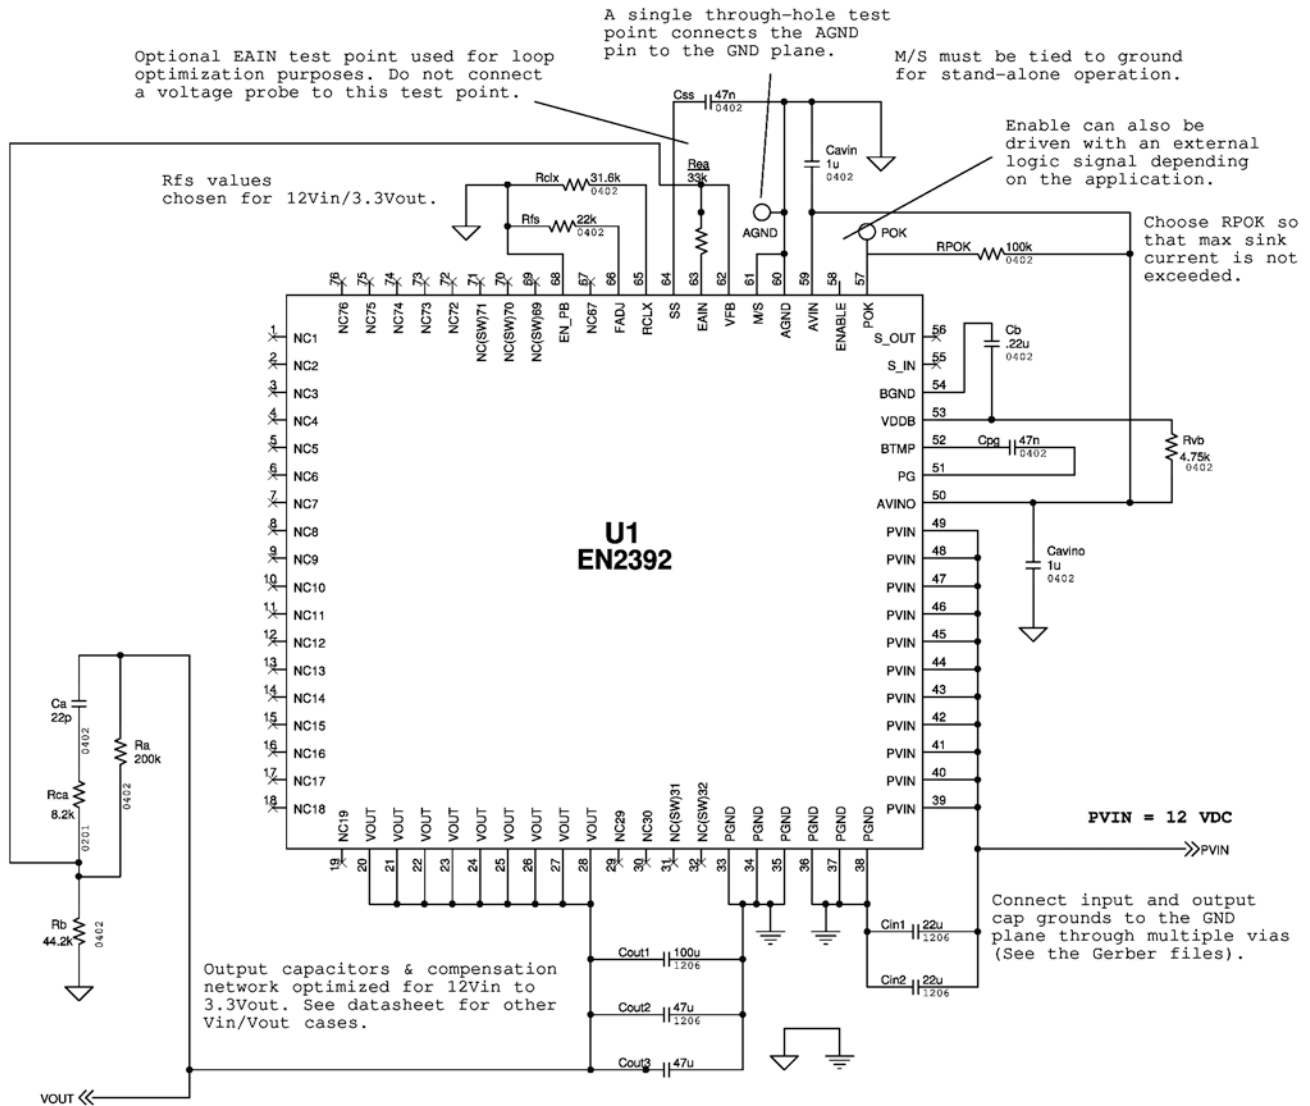 A single through-hole test
point connects the AGND
pin to the GND plane.
Optional EAIN test point used for loop
optimization purposes. Do not connect
a voltage probe to this test point.
M/S must be tied to ground
for stand-alone operation.
Enable can also be
driven with an external
logic signal depending
on the application.
Choose RPOK so
that max sink
current is not
exceeded.
Rfs values
chosen for 12Vin/3.3Vout.
Css
47n
0402
Cavin
1u
0402
Rea
33k
Rclx
31.6k
0402
Rfs
22k
0402
AGND
POK
RPOK
100k
0402
76
75
74
73
72
71
70
69
68
67
66
65
64
63
62
61
60
59
58
57
NC76
NC75
NC74
NC73
NC72
NC(SW)71
NC(SW)70
NC(SW)69
EN_PB
NC67
FADJ
RCLX
SS
EAIN
VFB
M/S
AGND
AVIN
ENABLE
POK
1 NC1
2 NC2
3 NC3
4 NC4
5 NC5
6 NC6
7 NC7
8 NC8
9 NC9
10 NC10
11 NC11
12 NC12
13 NC13
14 NC14
15 NC15
16 NC16
17 NC17
18 NC18
U1
EN2392
S_OUT 56
S_IN 55
BGND 54
VDDB 53
BTMP 52
PG 51
AVINO 50
PVIN 49
PVIN 48
PVIN 47
PVIN 46
PVIN 45
PVIN 44
PVIN 43
PVIN 42
PVIN 41
PVIN 40
PVIN 39
Cb
.22u
0402
Cpg
47n
0402
Rvb
4.75k
0402
Cavino
1u
0402
Ca
22p
0402
Ra
200k
0402
Rca
8.2k
0201
Rb
44.2k
0402
NC19
VOUT
VOUT
VOUT
VOUT
VOUT
VOUT
VOUT
VOUT
VOUT
NC29
NC30
NC(SW)31
NC(SW)32
PGND
PGND
PGND
PGND
PGND
PGND
19
20
21
22
23
24
25
26
27
28
29
30
31
32
33
34
35
36
37
38
PVIN = 12 VDC
PVIN
Connect input and output
cap grounds to the GND
plane through multiple vias
(See the Gerber files).
Cin1
22u
1206
Cin2
22u
1206
Cout1
100u
1206
Cout2
47u
1206
Cout3
47u
Output capacitors & compensation
network optimized for 12Vin to
3.3Vout. See datasheet for other
Vin/Vout cases.
VOUT